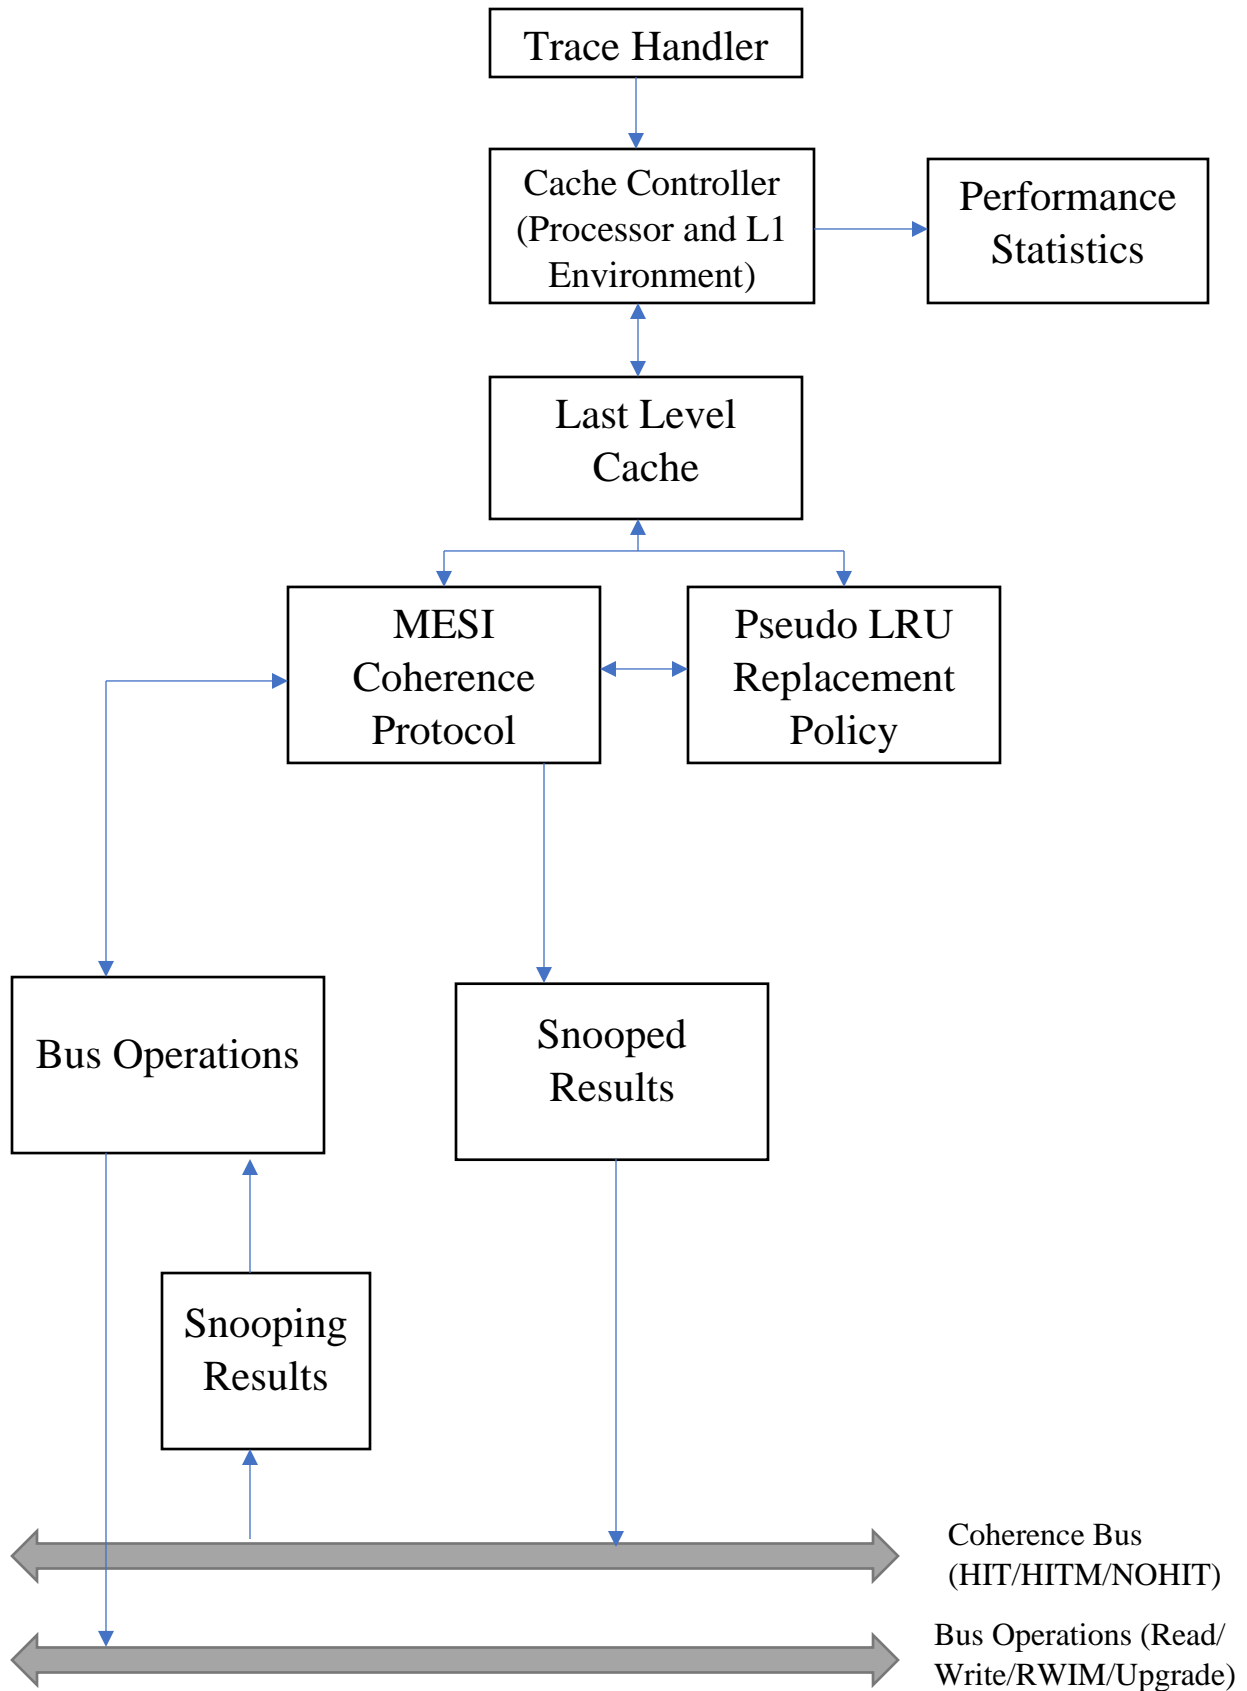 Trace Handler
Cache Controller
(Processor and L1
Environment)
Performance
Statistics
Last Level
Cache
MESI
Coherence
Protocol
Pseudo LRU
Replacement
Policy
Bus Operations
Snooped
Results
Snooping
Results
Coherence Bus
(HIT/HITM/NOHIT)
Bus Operations (Read/
Write/RWIM/Upgrade)